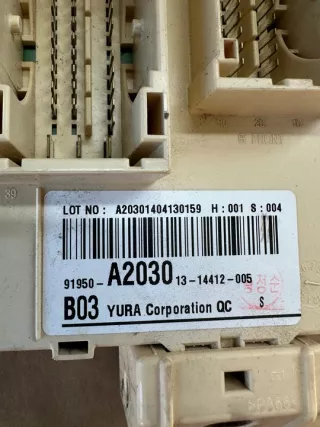 LOT NO : A20301404130159 H : 001 S : 004
91950- A2030 13-14412-005
B03 YURA Corporation QC S